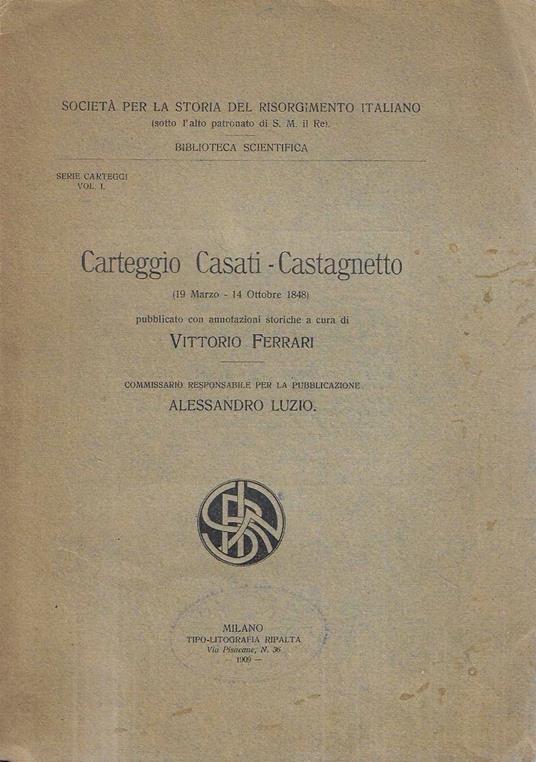 SOCIETÀ PER LA STORIA DEL RISORGIMENTO ITALIANO
(sotto l'alto patronato di S. M. il Re).
BIBLIOTECA SCIENTIFICA
SERIE CARTEGGI
VOL. I.
Carteggio Casati - Castagnetto
(19 Marzo - 14 Ottobre 1848)
pubblicato con annotazioni storiche a cura di
VITTORIO FERRARI
COMMISSARIO RESPONSABILE PER LA PUBBLICAZIONE
ALESSANDRO LUZIO.
MILANO
TIPO-LITOGRAFIA RIPALTA
Via Pisacane, N. 36
— 1909 —